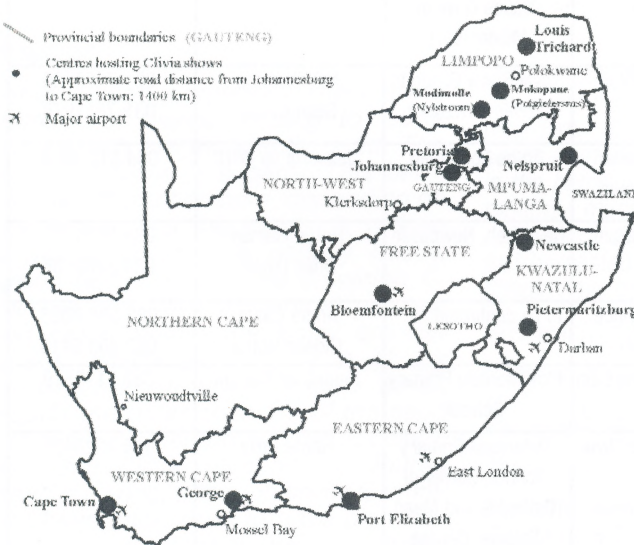 Provincial boundaries (GAUTENG)
Centres hosting Clivia shows
(Approximate road distance from Johannesburg
to Cape Town: 1400 km)
Major airport
Louis
Trichardt
LIMPOPO
Polokwane
Modimolle
(Nylstroom)
Mokopane
(Potgietersrus)
Pretoria
Johannesburg
GAUTENG
Nelspruit
NORTH-WEST
Klerksdorp
MPUMA-
LANGA
SWAZILAND
FREE STATE
Newcastle
KWAZULU-
NATAL
Bloemfontein
LESOTHO
Pietermaritzburg
Durban
NORTHERN CAPE
Nieuwoudtville
EASTERN CAPE
East London
WESTERN CAPE
Cape Town
George
Mossel Bay
Port Elizabeth